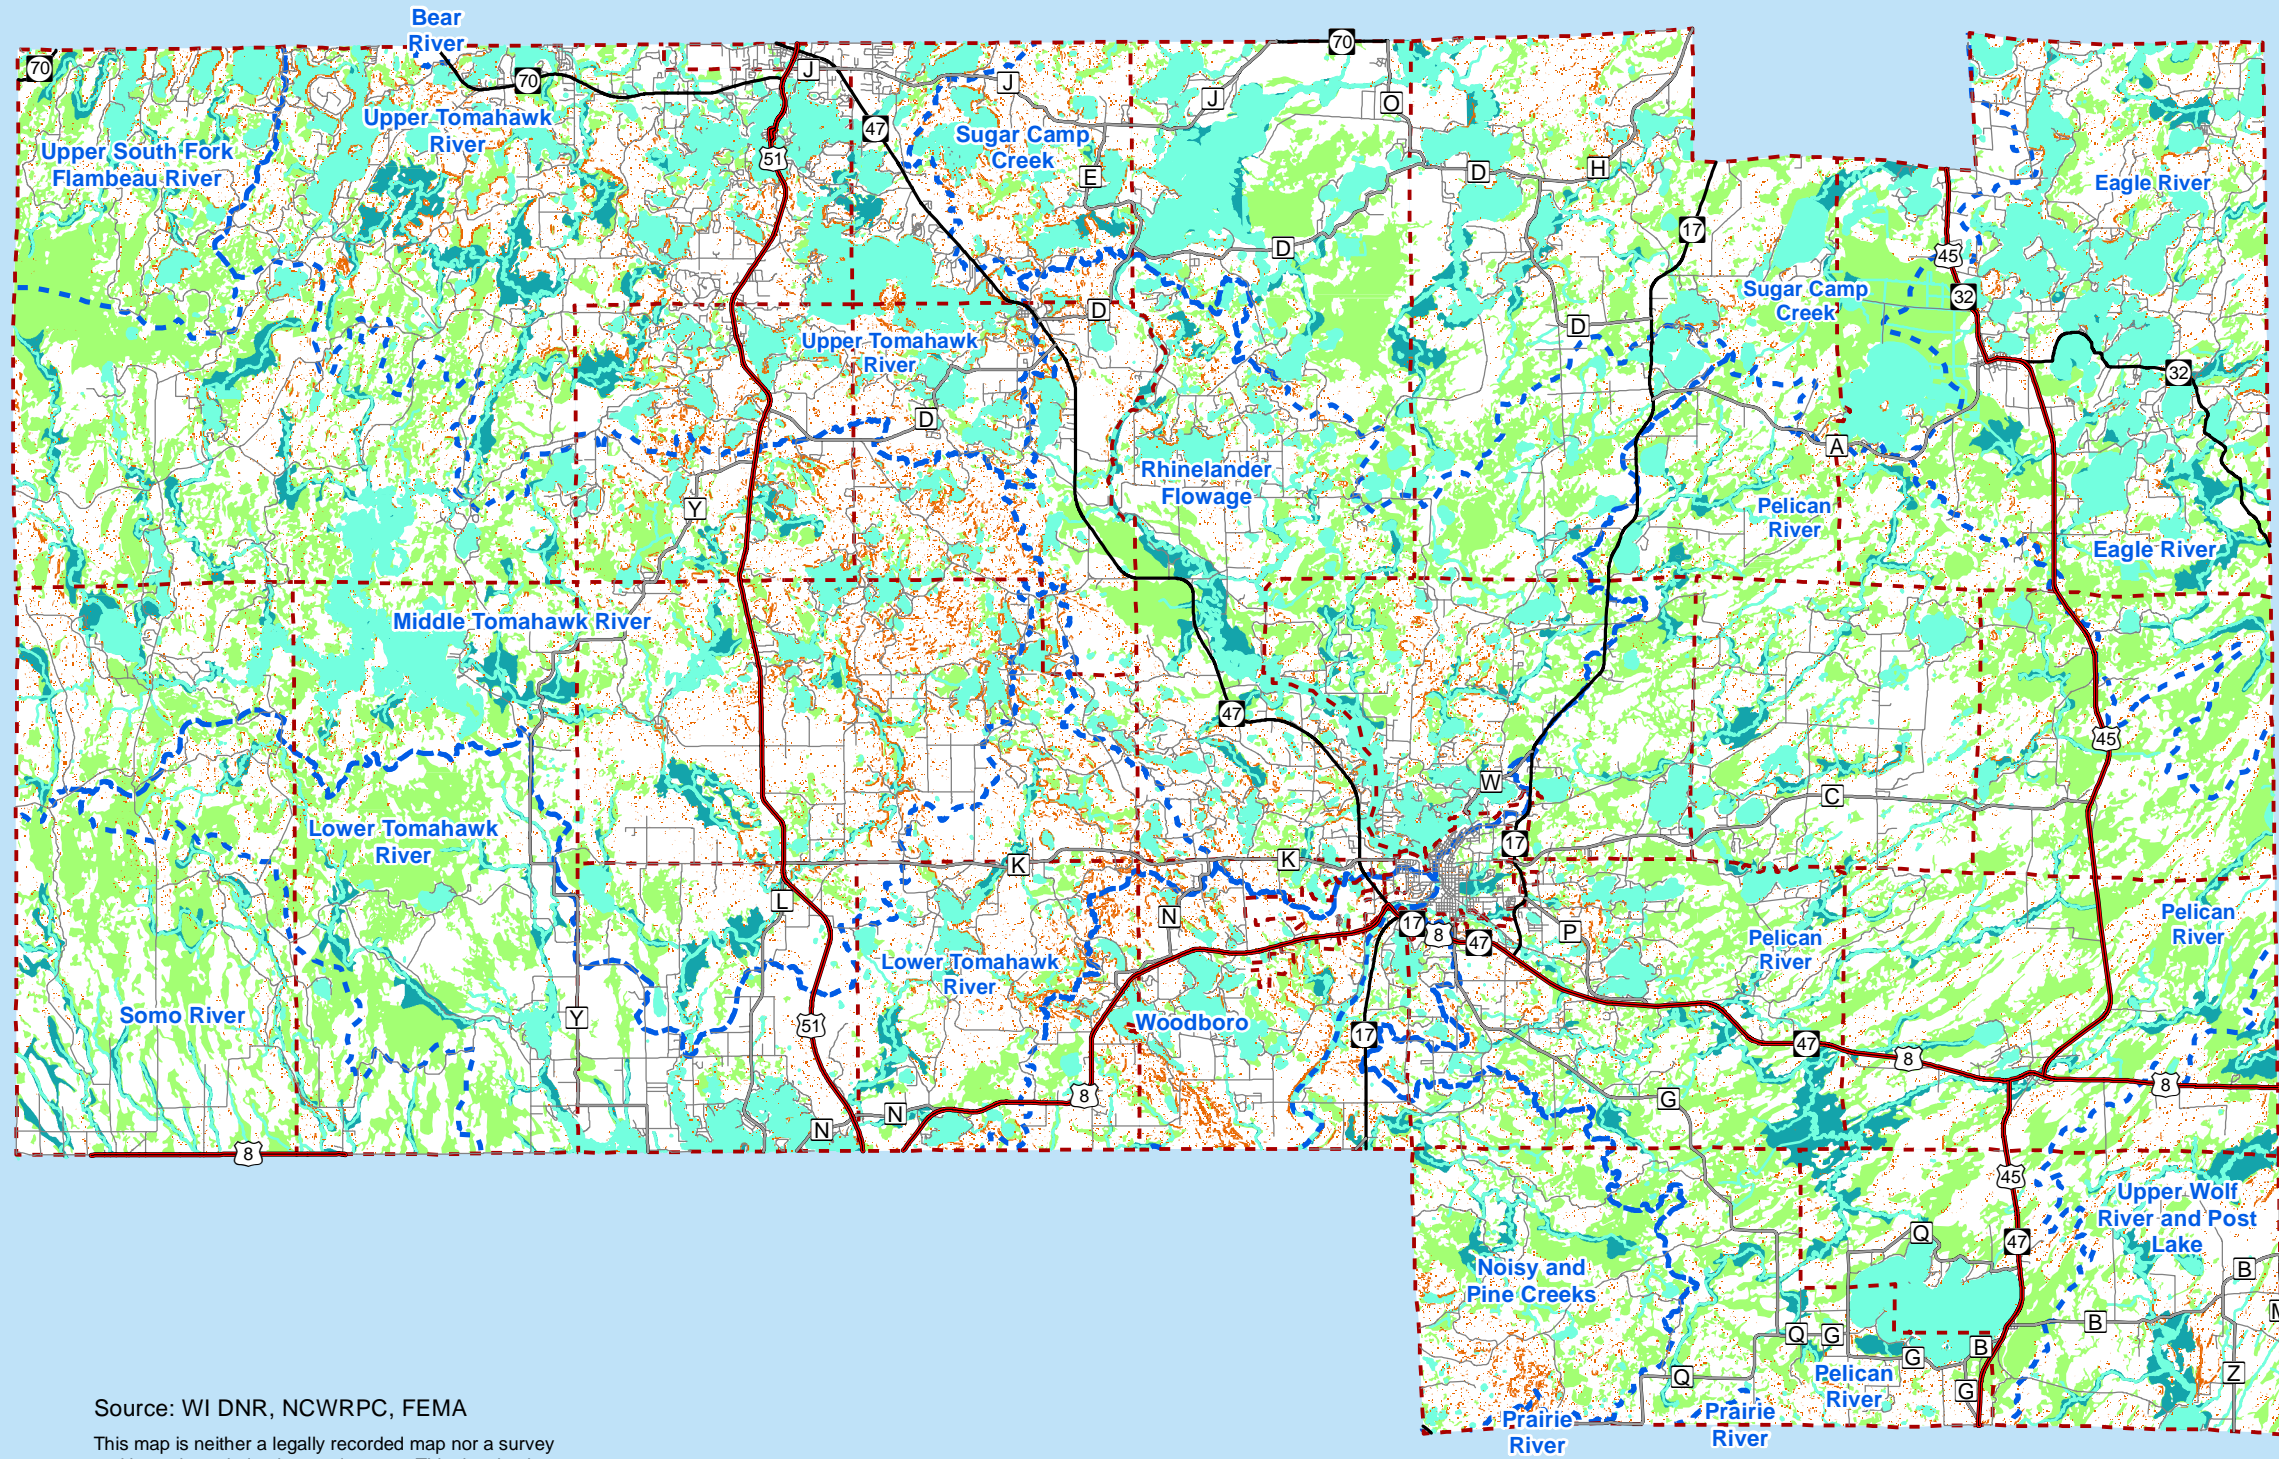 Bear
River
70
70
J
J
J
70
O
47
51
E
D
H
D
17
45
32
32
Upper South Fork
Flambeau River
Upper Tomahawk
River
Sugar Camp
Creek
Eagle River
Sugar Camp
Creek
Upper Tomahawk
River
D
D
D
A
Y
Rhinelander
Flowage
Pelican
River
Eagle River
Middle Tomahawk River
47
45
W
C
17
Lower Tomahawk
River
K
K
L
N
17
8
47
P
Pelican
River
Pelican
River
Lower Tomahawk
River
Somo River
Y
51
Woodboro
17
47
8
8
8
G
N
N
8
45
Upper Wolf
River and Post
Lake
47
Q
B
Noisy and
Pine Creeks
Q
G
B
B
G
Z
Q
G
Pelican
River
Prairie
River
Prairie
River
Source: WI DNR, NCWRPC, FEMA
This map is neither a legally recorded map nor a survey